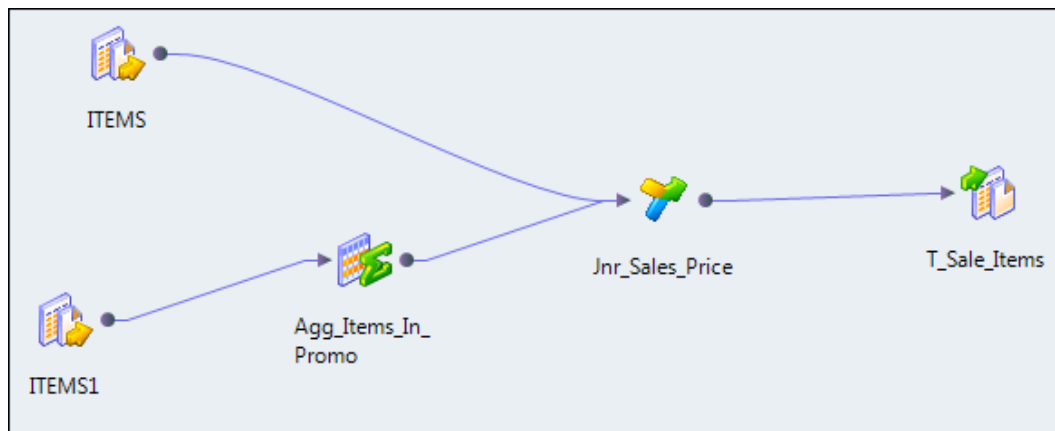 ITEMS
Jnr_Sales_Price
T_Sale_Items
Agg_Items_In_
Promo
ITEMS1